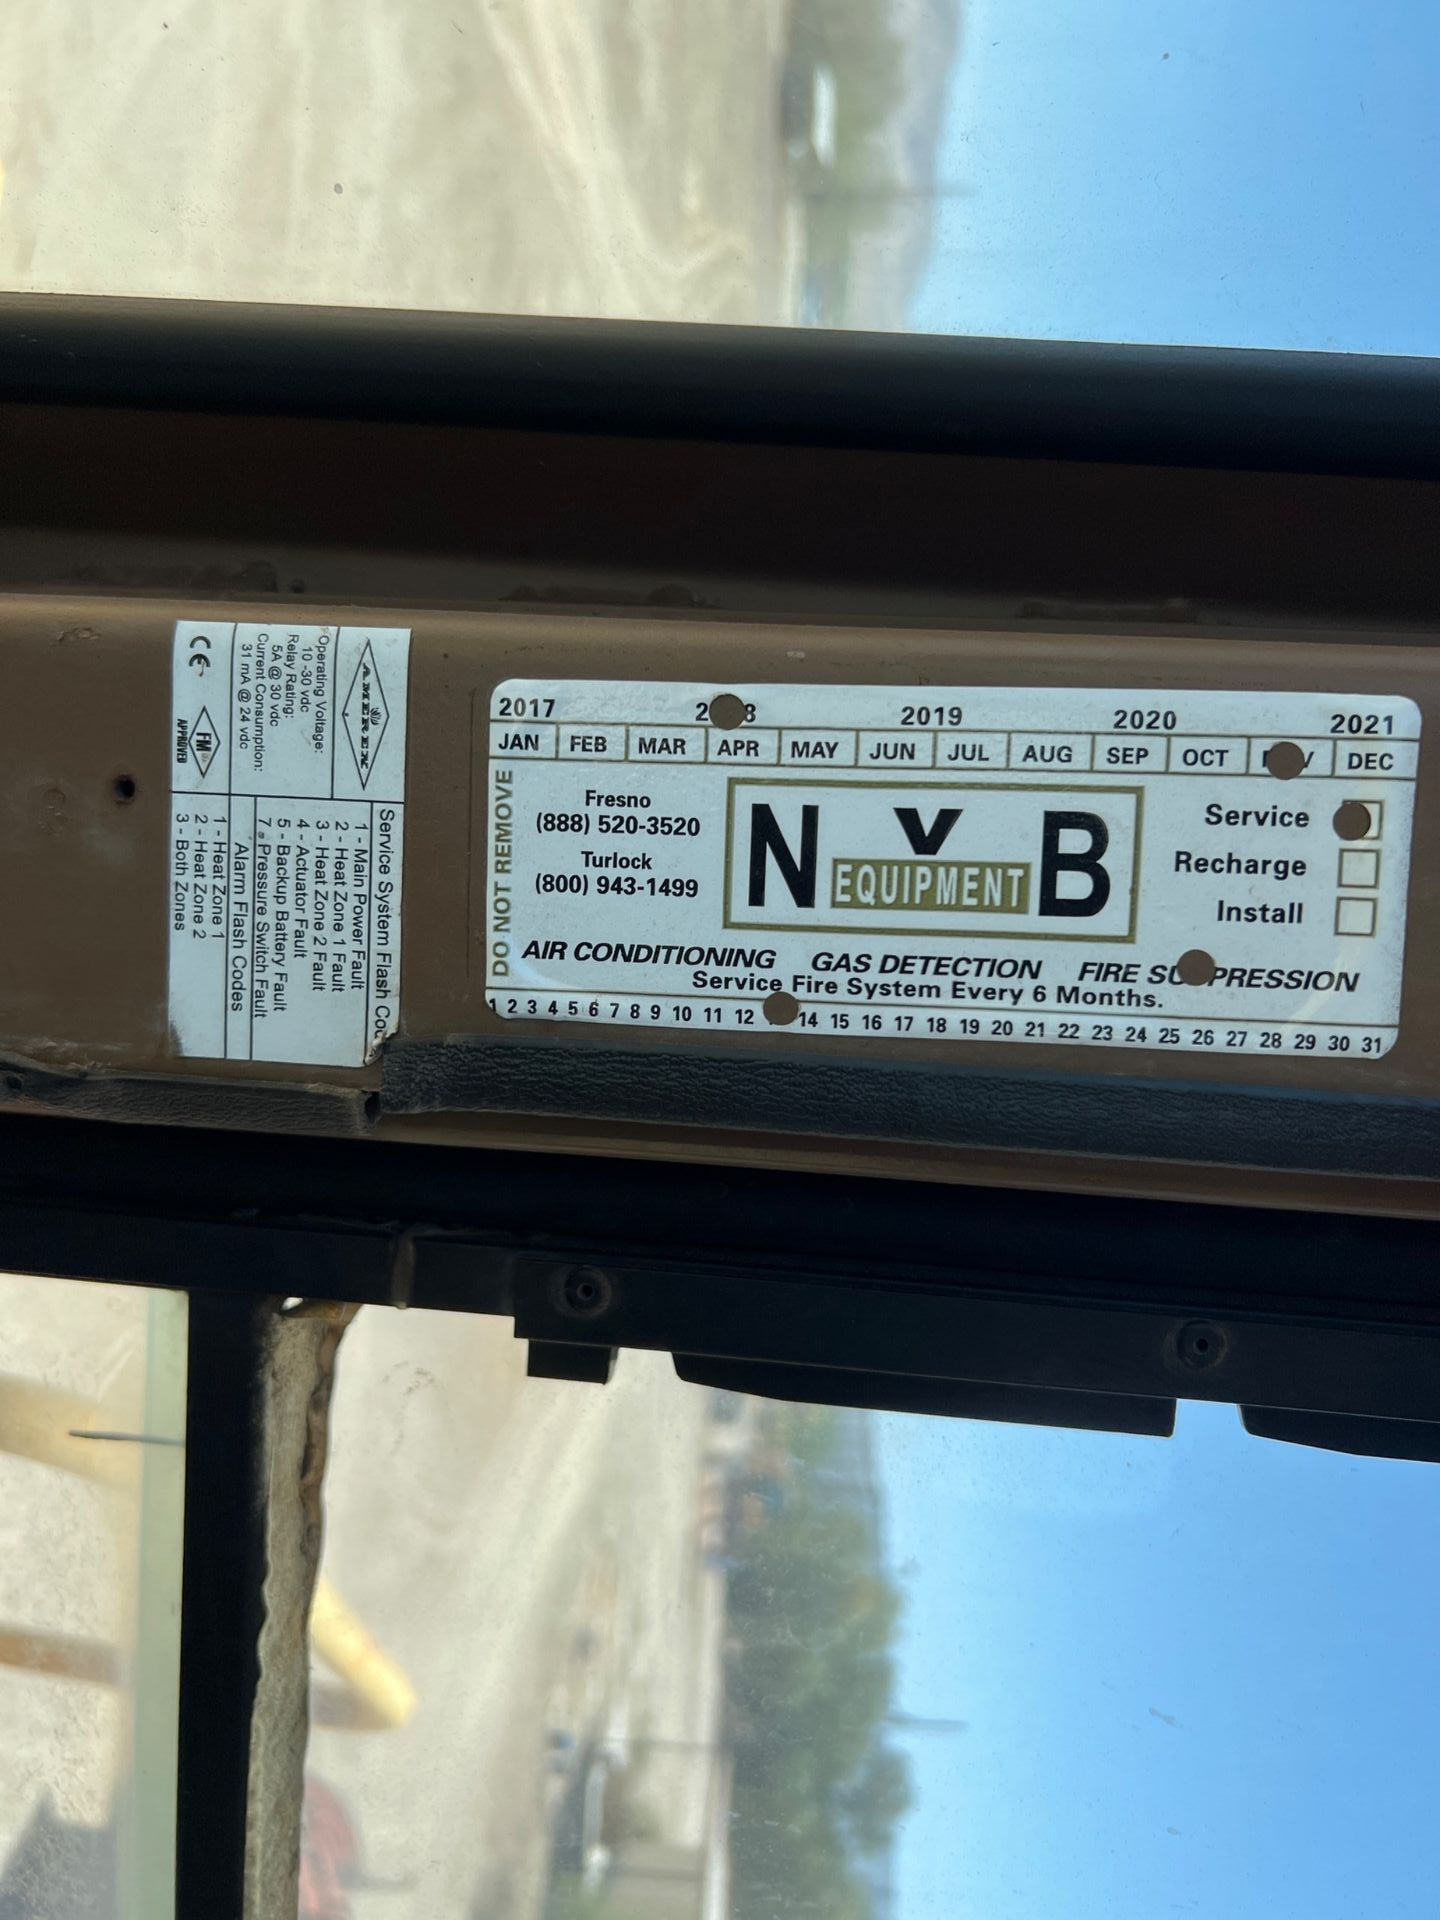 2017 2 8 2019 2020 2021
JAN FEB MAR APR MAY JUN JUL AUG SEP OCT DEC
DO NOT REMOVE
Fresno
(888) 520-3520
Turlock
(800) 943-1499
N V B
EQUIPMENT
Service
Recharge
Install
AIR CONDITIONING GAS DETECTION FIRE SU PRESSION
Service Fire System Every 6 Months.
1 2 3 4 5 6 7 8 9 10 11 12 14 15 16 17 18 19 20 21 22 23 24 25 26 27 28 29 30 31
AMEREX
Operating Voltage:
10 -30 vdc
Relay Rating:
5A @ 30 vdc
Current Consumption:
31 mA @ 24 vdc
CE
FM
APPROVED
Service System Flash Co
1 - Main Power Fault
2 - Heat Zone 1 Fault
3 - Heat Zone 2 Fault
4 - Actuator Fault
5 - Backup Battery Fault
7 - Pressure Switch Fault
Alarm Flash Codes
1 - Heat Zone 1
2 - Heat Zone 2
3 - Both Zones